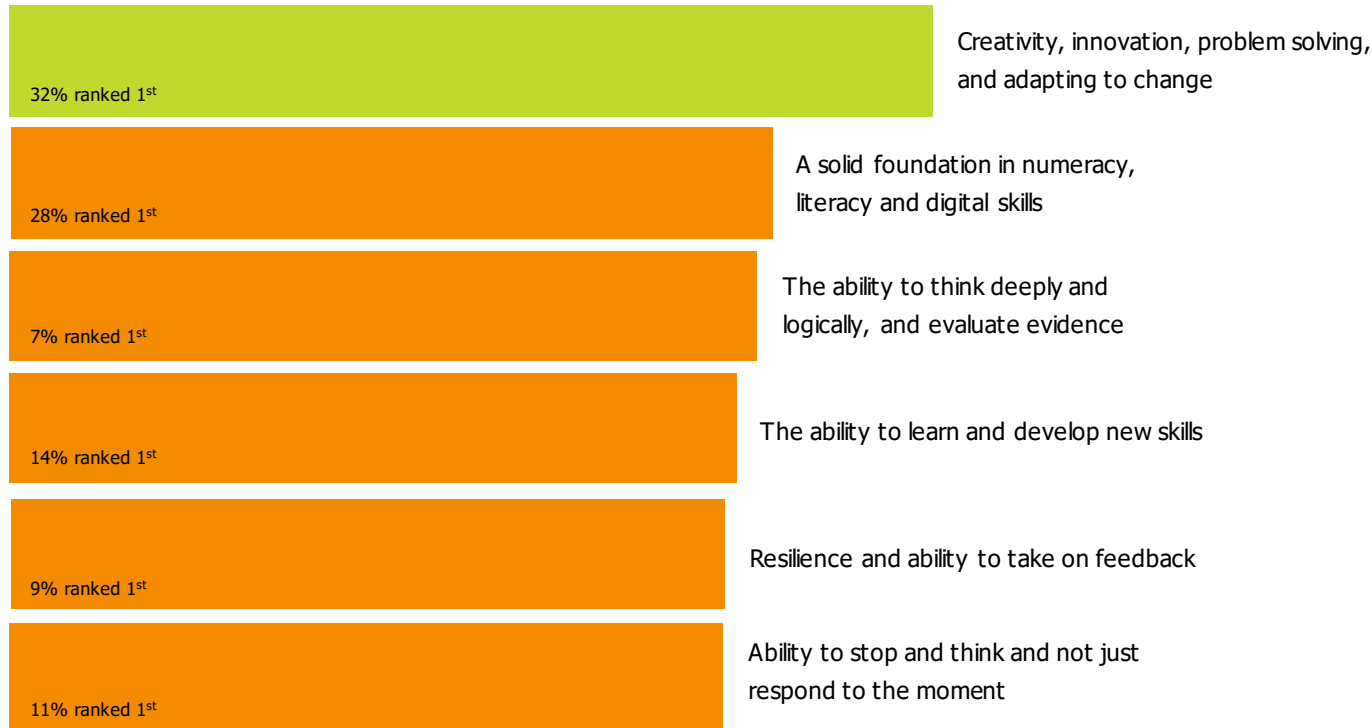 Creativity, innovation, problem solving,
and adapting to change
32% ranked 1st
A solid foundation in numeracy,
literacy and digital skills
28% ranked 1st
The ability to think deeply and
logically, and evaluate evidence
7% ranked 1st
The ability to learn and develop new skills
14% ranked 1st
Resilience and ability to take on feedback
9% ranked 1st
Ability to stop and think and not just
respond to the moment
11% ranked 1st